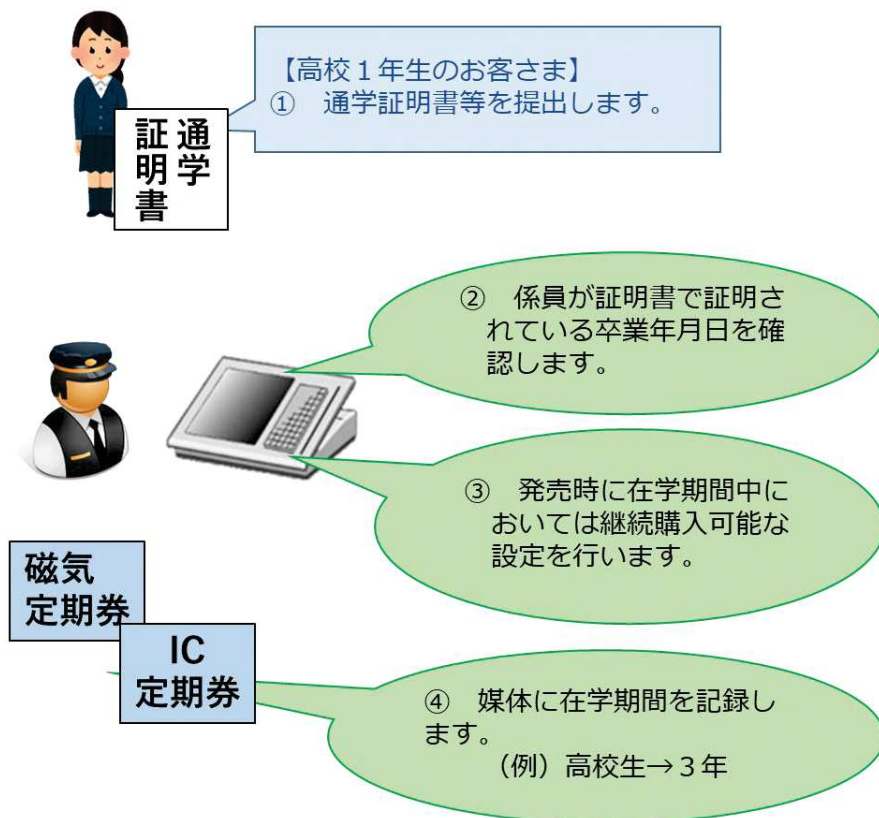 【高校１年生のお客さま】
①　通学証明書等を提出します。
通学
証明書
②　係員が証明書で証明さ
れている卒業年月日を確
認します。
③　発売時に在学期間中に
おいては継続購入可能な
設定を行います。
磁気
定期券
IC
定期券
④　媒体に在学期間を記録し
ます。
（例）高校生→３年